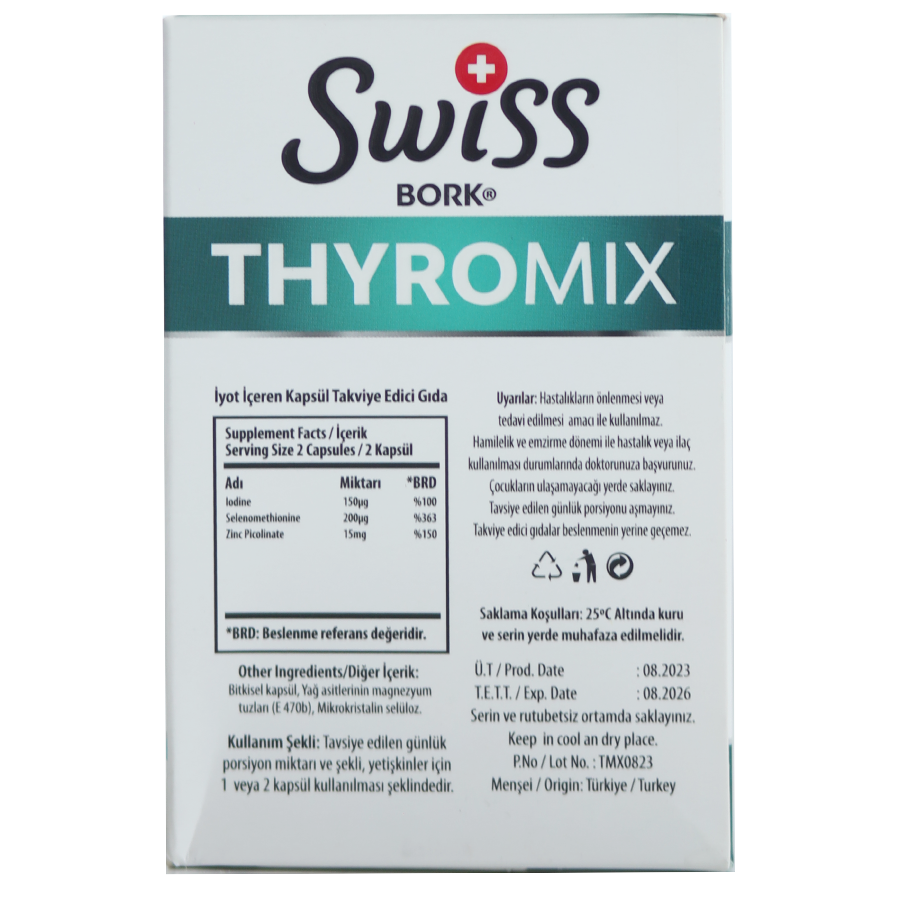 Swiss
BORK®
THYROMIX
İyot İçeren Kapsül Takviye Edici Gıda
Supplement Facts / İçerik
Serving Size 2 Capsules / 2 Kapsül
Adı Miktarı *BRD
Iodine 150µg %100
Selenomethionine 200µg %363
Zinc Picolinate 15mg %150
*BRD: Beslenme referans değeridir.
Other Ingredients/Diğer İçerik:
Bitkisel kapsül, Yağ asitlerinin magnezyum
tuzları (E 470b), Mikrokristalin selüloz.
Kullanım Şekli: Tavsiye edilen günlük
porsiyon miktarı ve şekli, yetişkinler için
1 veya 2 kapsül kullanılması şeklindedir.
Uyarılar: Hastalıkların önlenmesi veya
tedavi edilmesi amacı ile kullanılmaz.
Hamilelik ve emzirme dönemi ile hastalık veya ilaç
kullanılması durumlarında doktorunuza başvurunuz.
Çocukların ulaşamayacağı yerde saklayınız.
Tavsiye edilen günlük porsiyonu aşmayınız.
Takviye edici gıdalar beslenmenin yerine geçemez.
Saklama Koşulları: 25ºC Altında kuru
ve serin yerde muhafaza edilmelidir.
Ü.T / Prod. Date : 08.2023
T.E.T.T. / Exp. Date : 08.2026
Serin ve rutubetsiz ortamda saklayınız.
Keep in cool an dry place.
P.No / Lot No. : TMX0823
Menşei / Origin: Türkiye / Turkey